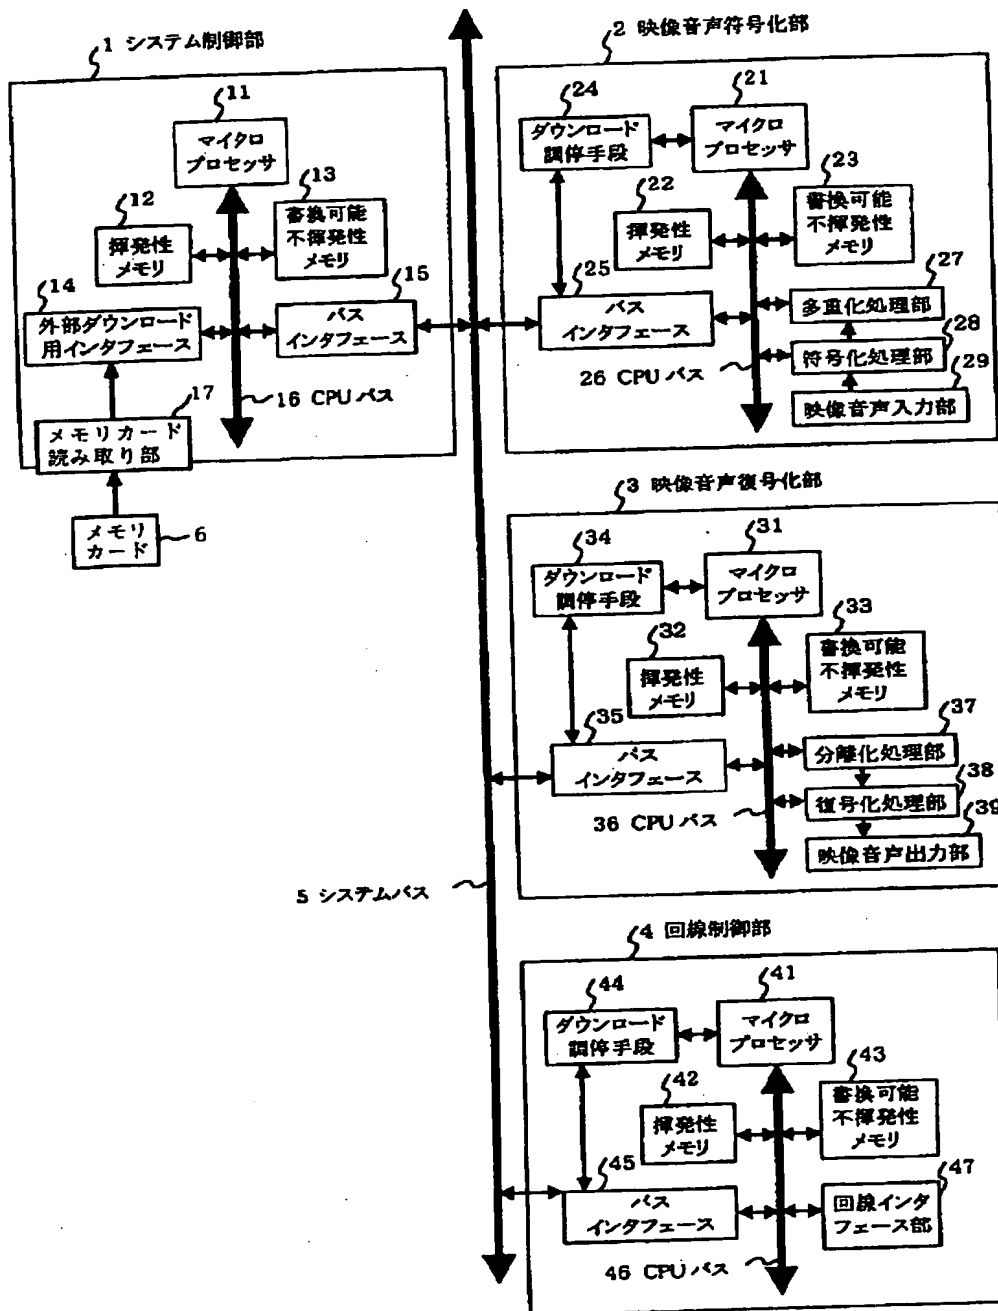 1 システム制御部
11
マイクロ
プロセッサ
12
揮発性
メモリ
13
書換可能
不揮発性
メモリ
14
外部ダウンロード
用インタフェース
15
バス
インタフェース
16 CPU バス
17
メモリカード
読み取り部
メモリ
カード
6
2 映像音声符号化部
24
ダウンロード
調停手段
21
マイクロ
プロセッサ
22
揮発性
メモリ
23
書換可能
不揮発性
メモリ
25
バス
インタフェース
26 CPU バス
27
多重化処理部
28
符号化処理部
29
映像音声入力部
3 映像音声復号化部
34
ダウンロード
調停手段
31
マイクロ
プロセッサ
32
揮発性
メモリ
33
書換可能
不揮発性
メモリ
35
バス
インタフェース
36 CPU バス
37
分離化処理部
38
復号化処理部
39
映像音声出力部
5 システムバス
4 回線制御部
44
ダウンロード
調停手段
41
マイクロ
プロセッサ
42
揮発性
メモリ
43
書換可能
不揮発性
メモリ
45
バス
インタフェース
46 CPU バス
47
回線インタ
フェース部